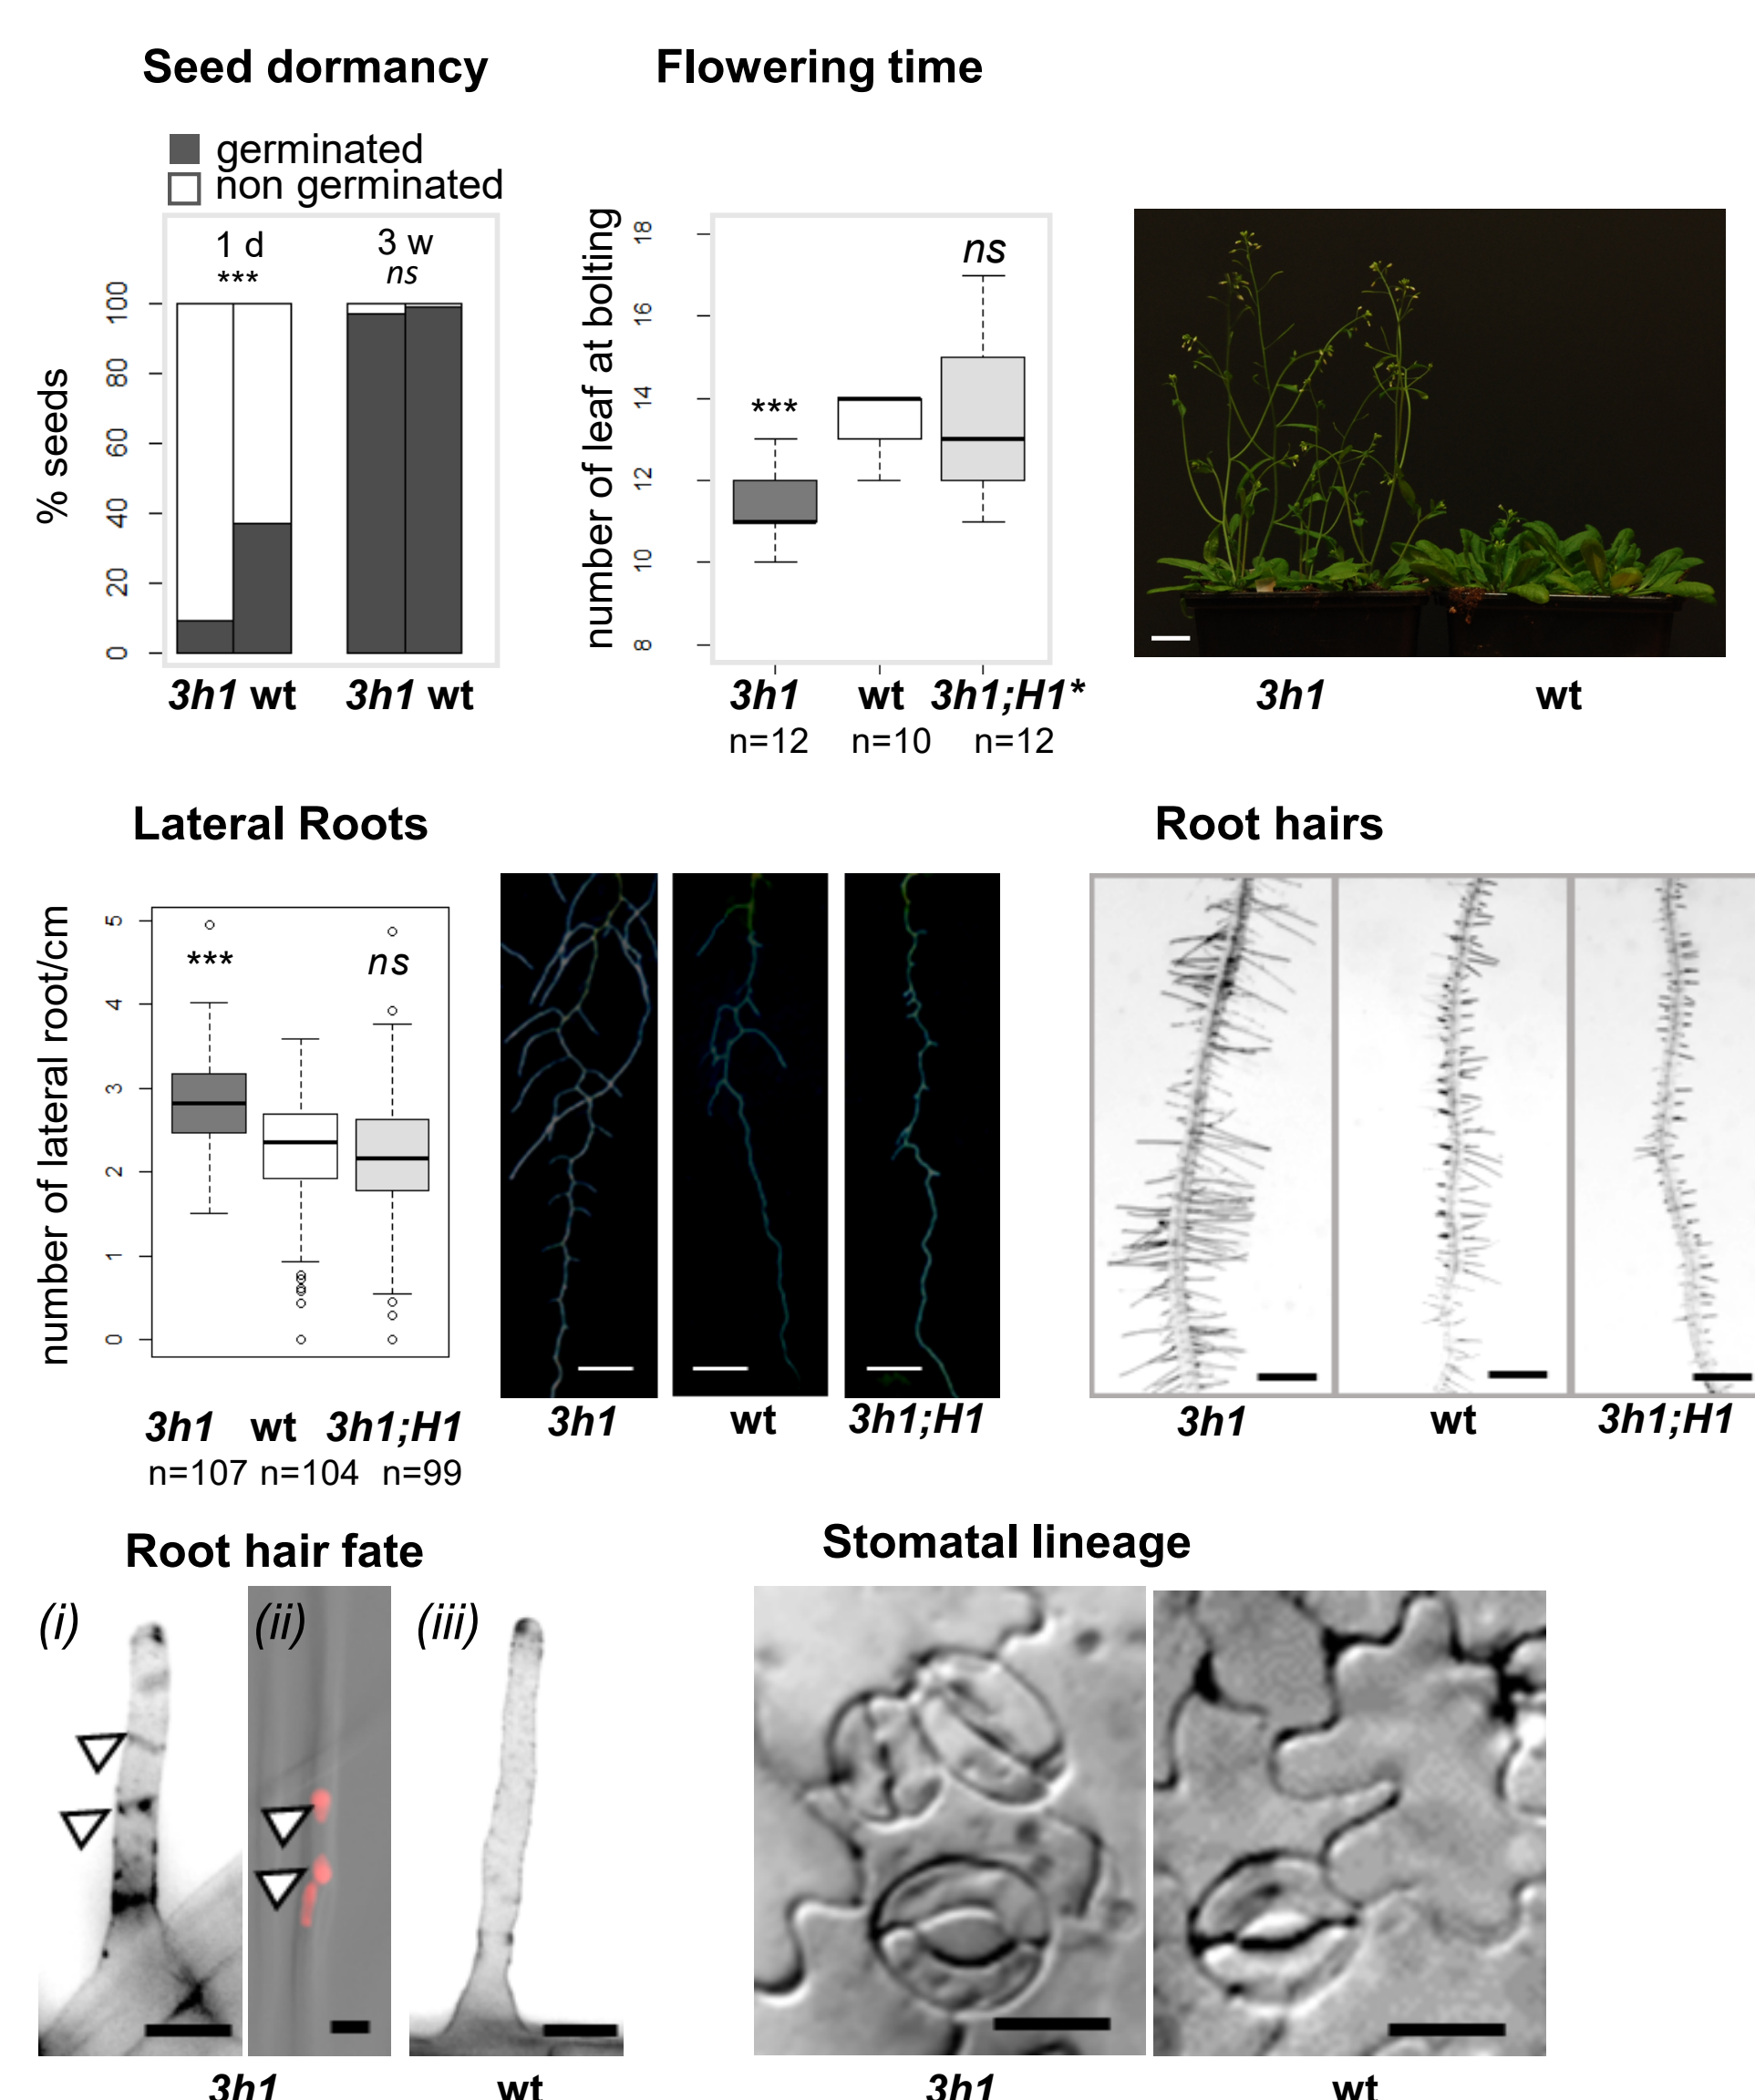 Seed dormancy
germinated
non germinated
1 d
***
3 w
ns
% seeds
100
80
60
40
20
0
3h1 wt
3h1 wt
Flowering time
number of leaf at bolting
18
16
14
12
10
8
***
ns
3h1
wt
3h1;H1*
n=12
n=10
n=12
3h1
wt
Lateral Roots
number of lateral root/cm
5
4
3
2
1
0
***
ns
3h1
wt
3h1;H1
n=107
n=104
n=99
3h1
wt
3h1;H1
Root hairs
3h1
wt
3h1;H1
Root hair fate
(i)
(ii)
(iii)
3h1
wt
Stomatal lineage
3h1
wt